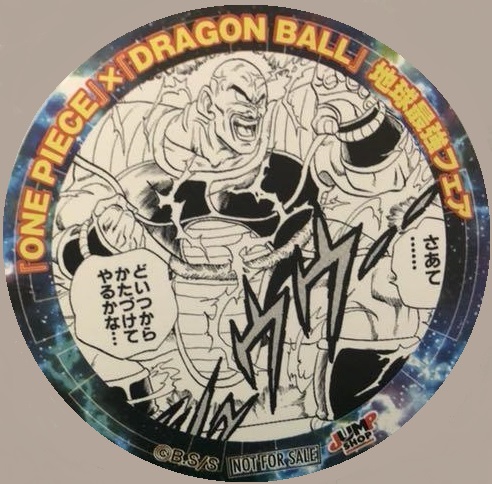 『ONE PIECE』×『DRAGON BALL』地球最強フェア
さあて
……
どいつから
かたづけて
やるかな…
©B.S/S
NOT FOR SALE
JUMP
SHOP